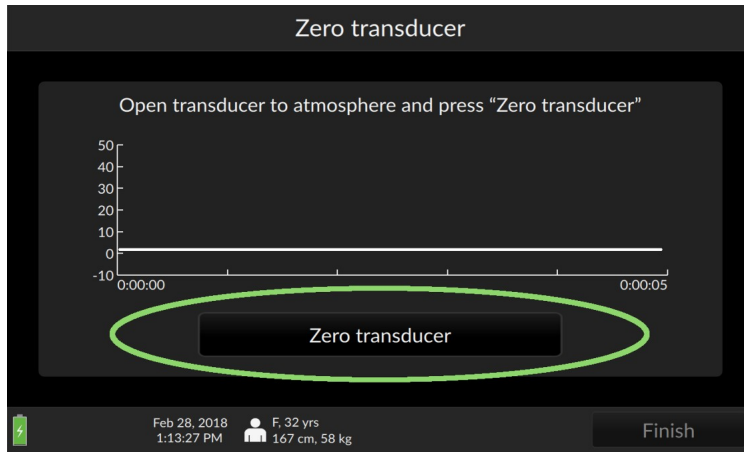 Zero transducer
Open transducer to atmosphere and press “Zero transducer”
50
40
30
20
10
0
-10
0:00:00
0:00:05
Zero transducer
Feb 28, 2018
1:13:27 PM
F, 32 yrs
167 cm, 58 kg
Finish